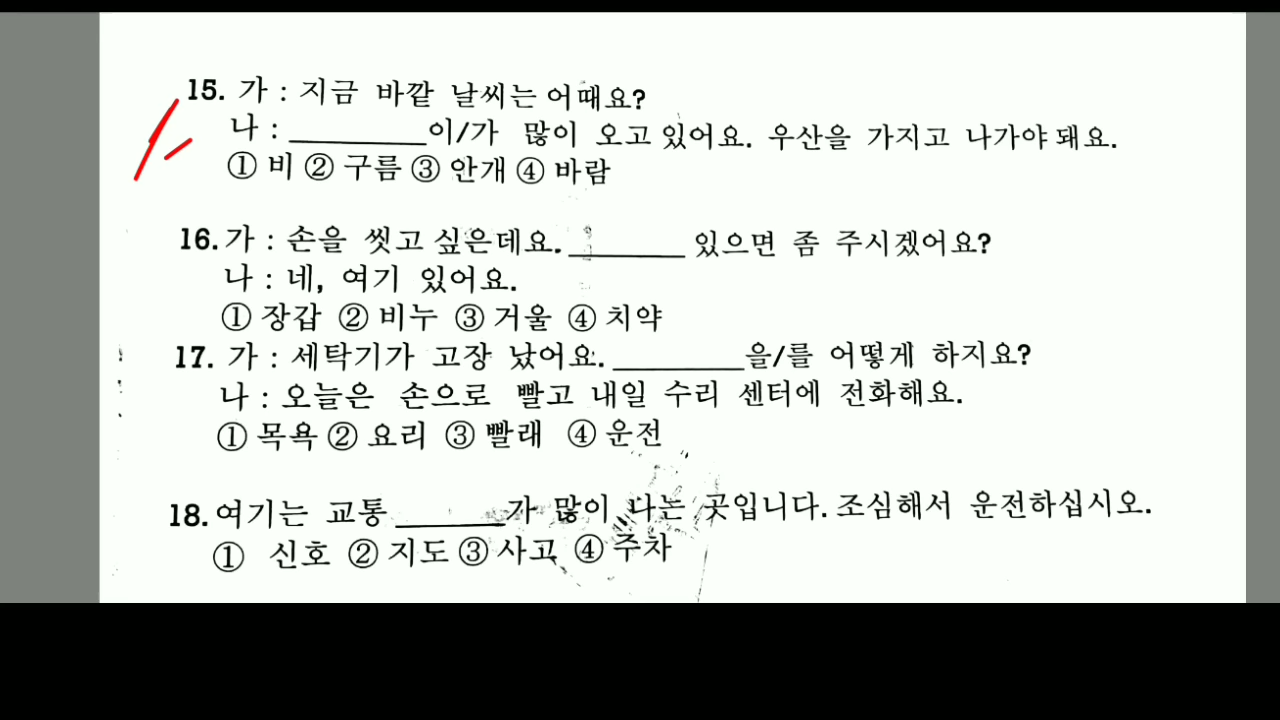 15. 가 : 지금 바깥 날씨는 어때요?
나 : ________이/가 많이 오고 있어요. 우산을 가지고 나가야 돼요.
① 비 ② 구름 ③ 안개 ④ 바람
16. 가 : 손을 씻고 싶은데요. ________ 있으면 좀 주시겠어요?
나 : 네, 여기 있어요.
① 장갑 ② 비누 ③ 거울 ④ 치약
17. 가 : 세탁기가 고장 났어요. ________을/를 어떻게 하지요?
나 : 오늘은 손으로 빨고 내일 수리 센터에 전화해요.
① 목욕 ② 요리 ③ 빨래 ④ 운전
18. 여기는 교통 ________가 많이 나는 곳입니다. 조심해서 운전하십시오.
① 신호 ② 지도 ③ 사고 ④ 주차